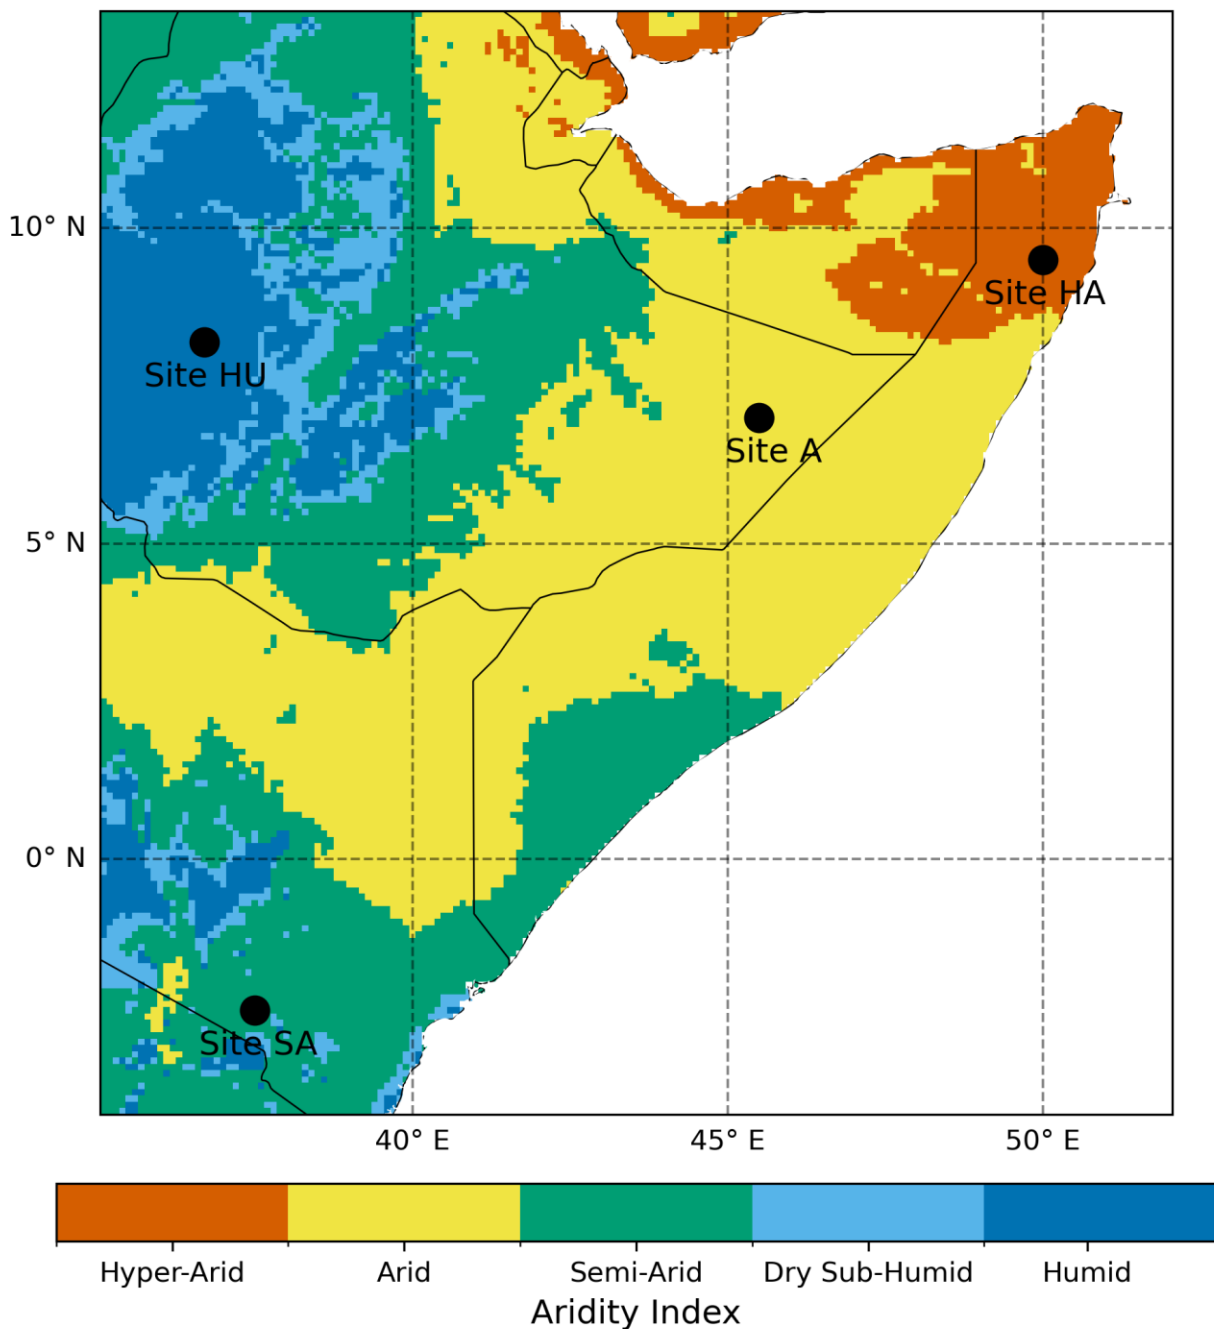 10° N
Site HA
Site HU
Site A
5° N
0° N
Site SA
40° E
45° E
50° E
Hyper-Arid
Arid
Semi-Arid
Dry Sub-Humid
Humid
Aridity Index